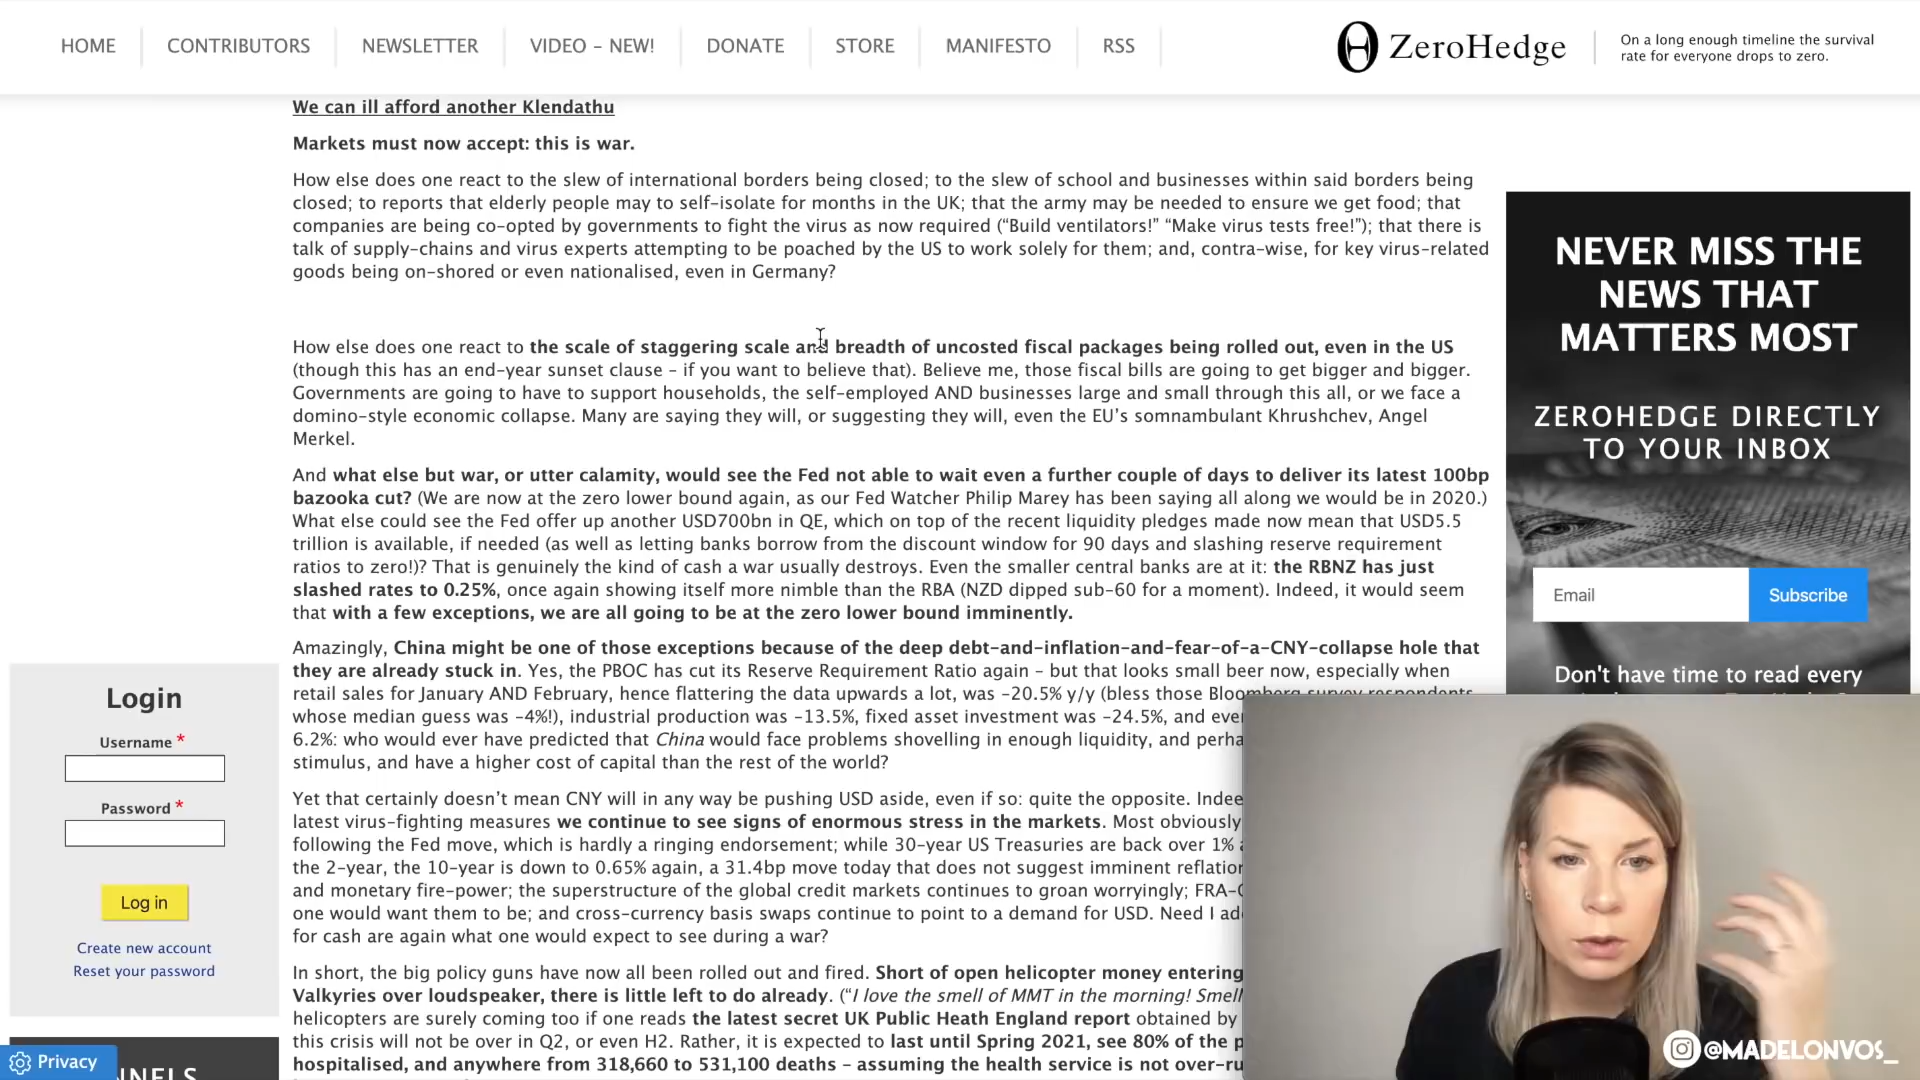 HOME
CONTRIBUTORS
NEWSLETTER
VIDEO – NEW!
DONATE
STORE
MANIFESTO
RSS
ZeroHedge
On a long enough timeline the survival
rate for everyone drops to zero.
We can ill afford another Klendathu
Markets must now accept: this is war.
How else does one react to the slew of international borders being closed; to the slew of school and businesses within said borders being
closed; to reports that elderly people may to self-isolate for months in the UK; that the army may be needed to ensure we get food; that
companies are being co-opted by governments to fight the virus as now required (“Build ventilators!” “Make virus tests free!”); that there is
talk of supply-chains and virus experts attempting to be poached by the US to work solely for them; and, contra-wise, for key virus-related
goods being on-shored or even nationalised, even in Germany?
How else does one react to the scale of staggering scale and breadth of uncosted fiscal packages being rolled out, even in the US
(though this has an end-year sunset clause – if you want to believe that). Believe me, those fiscal bills are going to get bigger and bigger.
Governments are going to have to support households, the self-employed AND businesses large and small through this all, or we face a
domino-style economic collapse. Many are saying they will, or suggesting they will, even the EU’s somnambulant Khrushchev, Angel
Merkel.
And what else but war, or utter calamity, would see the Fed not able to wait even a further couple of days to deliver its latest 100bp
bazooka cut? (We are now at the zero lower bound again, as our Fed Watcher Philip Marey has been saying all along we would be in 2020.)
What else could see the Fed offer up another USD700bn in QE, which on top of the recent liquidity pledges made now mean that USD5.5
trillion is available, if needed (as well as letting banks borrow from the discount window for 90 days and slashing reserve requirement
ratios to zero!)? That is genuinely the kind of cash a war usually destroys. Even the smaller central banks are at it: the RBNZ has just
slashed rates to 0.25%, once again showing itself more nimble than the RBA (NZD dipped sub-60 for a moment). Indeed, it would seem
that with a few exceptions, we are all going to be at the zero lower bound imminently.
Amazingly, China might be one of those exceptions because of the deep debt-and-inflation-and-fear-of-a-CNY-collapse hole that
they are already stuck in. Yes, the PBOC has cut its Reserve Requirement Ratio again – but that looks small beer now, especially when
retail sales for January AND February, hence flattering the data upwards a lot, was -20.5% y/y (bless those Bloomberg survey respondents
whose median guess was -4%!), industrial production was -13.5%, fixed asset investment was -24.5%, and
6.2%: who would ever have predicted that China would face problems shovelling in enough liquidity, and
stimulus, and have a higher cost of capital than the rest of the world?
Yet that certainly doesn’t mean CNY will in any way be pushing USD aside, even if so: quite the opposite.
latest virus-fighting measures we continue to see signs of enormous stress in the markets. Most obviously
following the Fed move, which is hardly a ringing endorsement; while 30-year US Treasuries are back over 1%
the 2-year, the 10-year is down to 0.65% again, a 31.4bp move today that does not suggest imminent
and monetary fire-power; the superstructure of the global credit markets continues to groan worryingly;
one would want them to be; and cross-currency basis swaps continue to point to a demand for USD. Need I
for cash are again what one would expect to see during a war?
In short, the big policy guns have now all been rolled out and fired. Short of open helicopter money entering
Valkyries over loudspeaker, there is little left to do already. (“I love the smell of MMT in the morning!
helicopters are surely coming too if one reads the latest secret UK Public Heath England report obtained by
this crisis will not be over in Q2, or even H2. Rather, it is expected to last until Spring 2021, see 80% of the
hospitalised, and anywhere from 318,660 to 531,100 deaths – assuming the health service is not
NEVER MISS THE
NEWS THAT
MATTERS MOST
ZEROHEDGE DIRECTLY
TO YOUR INBOX
Email
Subscribe
Don't have time to read every
Login
Username *
Password *
Log in
Create new account
Reset your password
Privacy
@MADELONVOS_